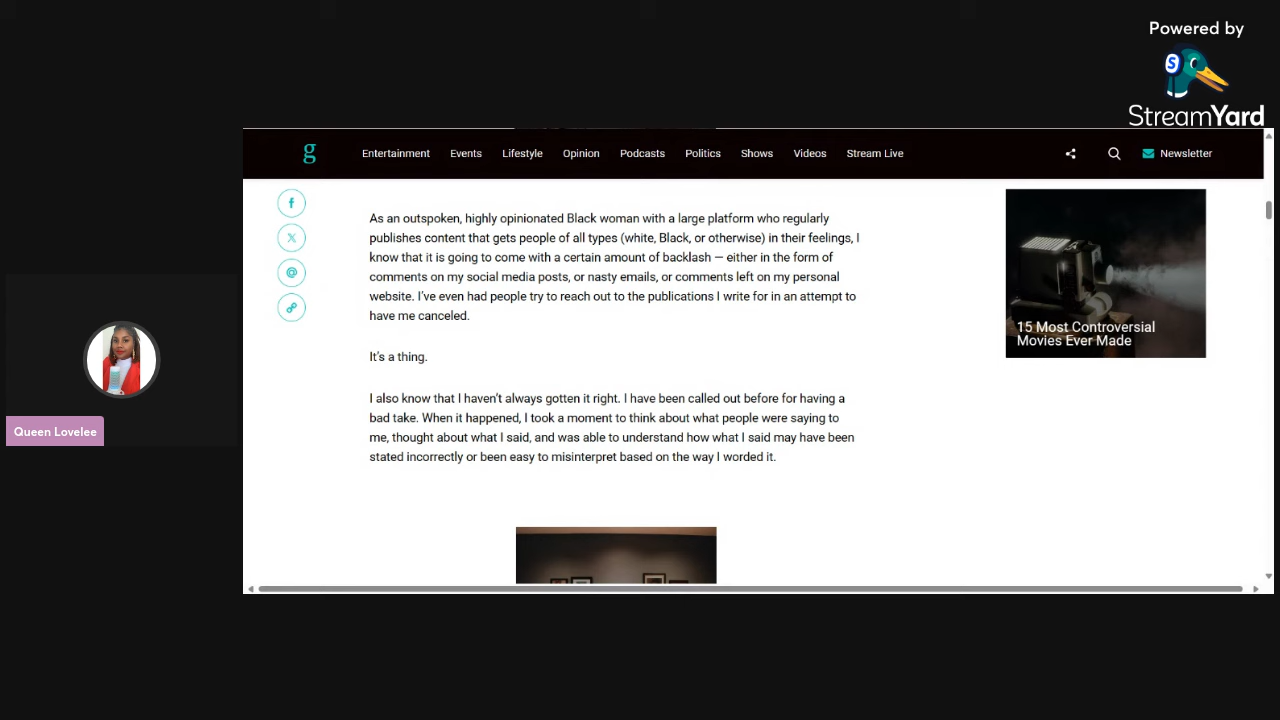 Powered by
StreamYard
g
Entertainment
Events
Lifestyle
Opinion
Podcasts
Politics
Shows
Videos
Stream Live
Newsletter
As an outspoken, highly opinionated Black woman with a large platform who regularly
publishes content that gets people of all types (white, Black, or otherwise) in their feelings, I
know that it is going to come with a certain amount of backlash — either in the form of
comments on my social media posts, or nasty emails, or comments left on my personal
website. I've even had people try to reach out to the publications I write for in an attempt to
have me canceled.
It's a thing.
I also know that I haven't always gotten it right. I have been called out before for having a
bad take. When it happened, I took a moment to think about what people were saying to
me, thought about what I said, and was able to understand how what I said may have been
stated incorrectly or been easy to misinterpret based on the way I worded it.
15 Most Controversial
Movies Ever Made
Queen Lovelee